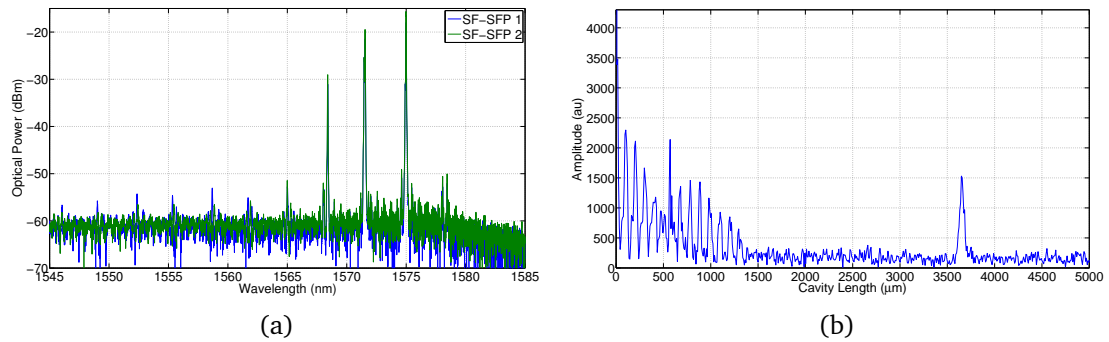 SF−SFP 1
SF−SFP 2
−20
−30
−40
−50
−60
−70
Optical Power (dBm)
1545 1550 1555 1560 1565 1570 1575 1580 1585
Wavelength (nm)
(a)
4000
3500
3000
2500
2000
1500
1000
500
0
Amplitude (au)
0 500 1000 1500 2000 2500 3000 3500 4000 4500 5000
Cavity Length (μm)
(b)